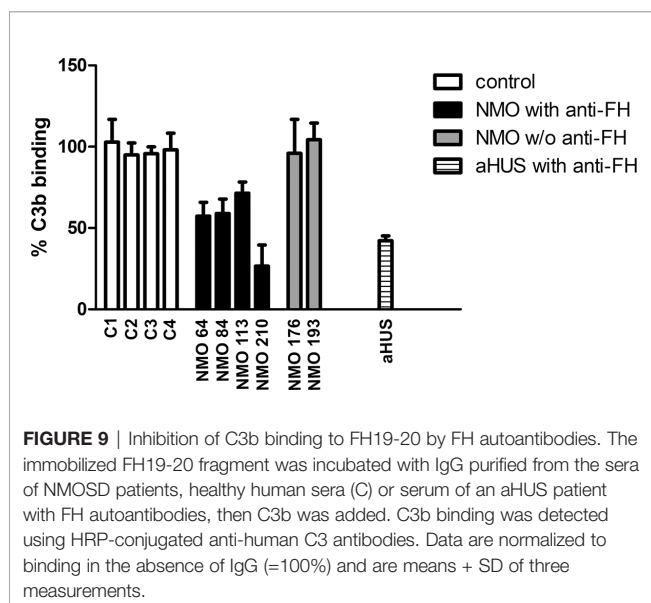 150
100
50
0
% C3b binding
C1
C2
C3
C4
NMO 64
NMO 84
NMO 113
NMO 210
NMO 176
NMO 193
aHUS
control
NMO with anti-FH
NMO w/o anti-FH
aHUS with anti-FH
FIGURE 9 | Inhibition of C3b binding to FH19-20 by FH autoantibodies. The
immobilized FH19-20 fragment was incubated with IgG purified from the sera
of NMOSD patients, healthy human sera (C) or serum of an aHUS patient
with FH autoantibodies, then C3b was added. C3b binding was detected
using HRP-conjugated anti-human C3 antibodies. Data are normalized to
binding in the absence of IgG (=100%) and are means + SD of three
measurements.